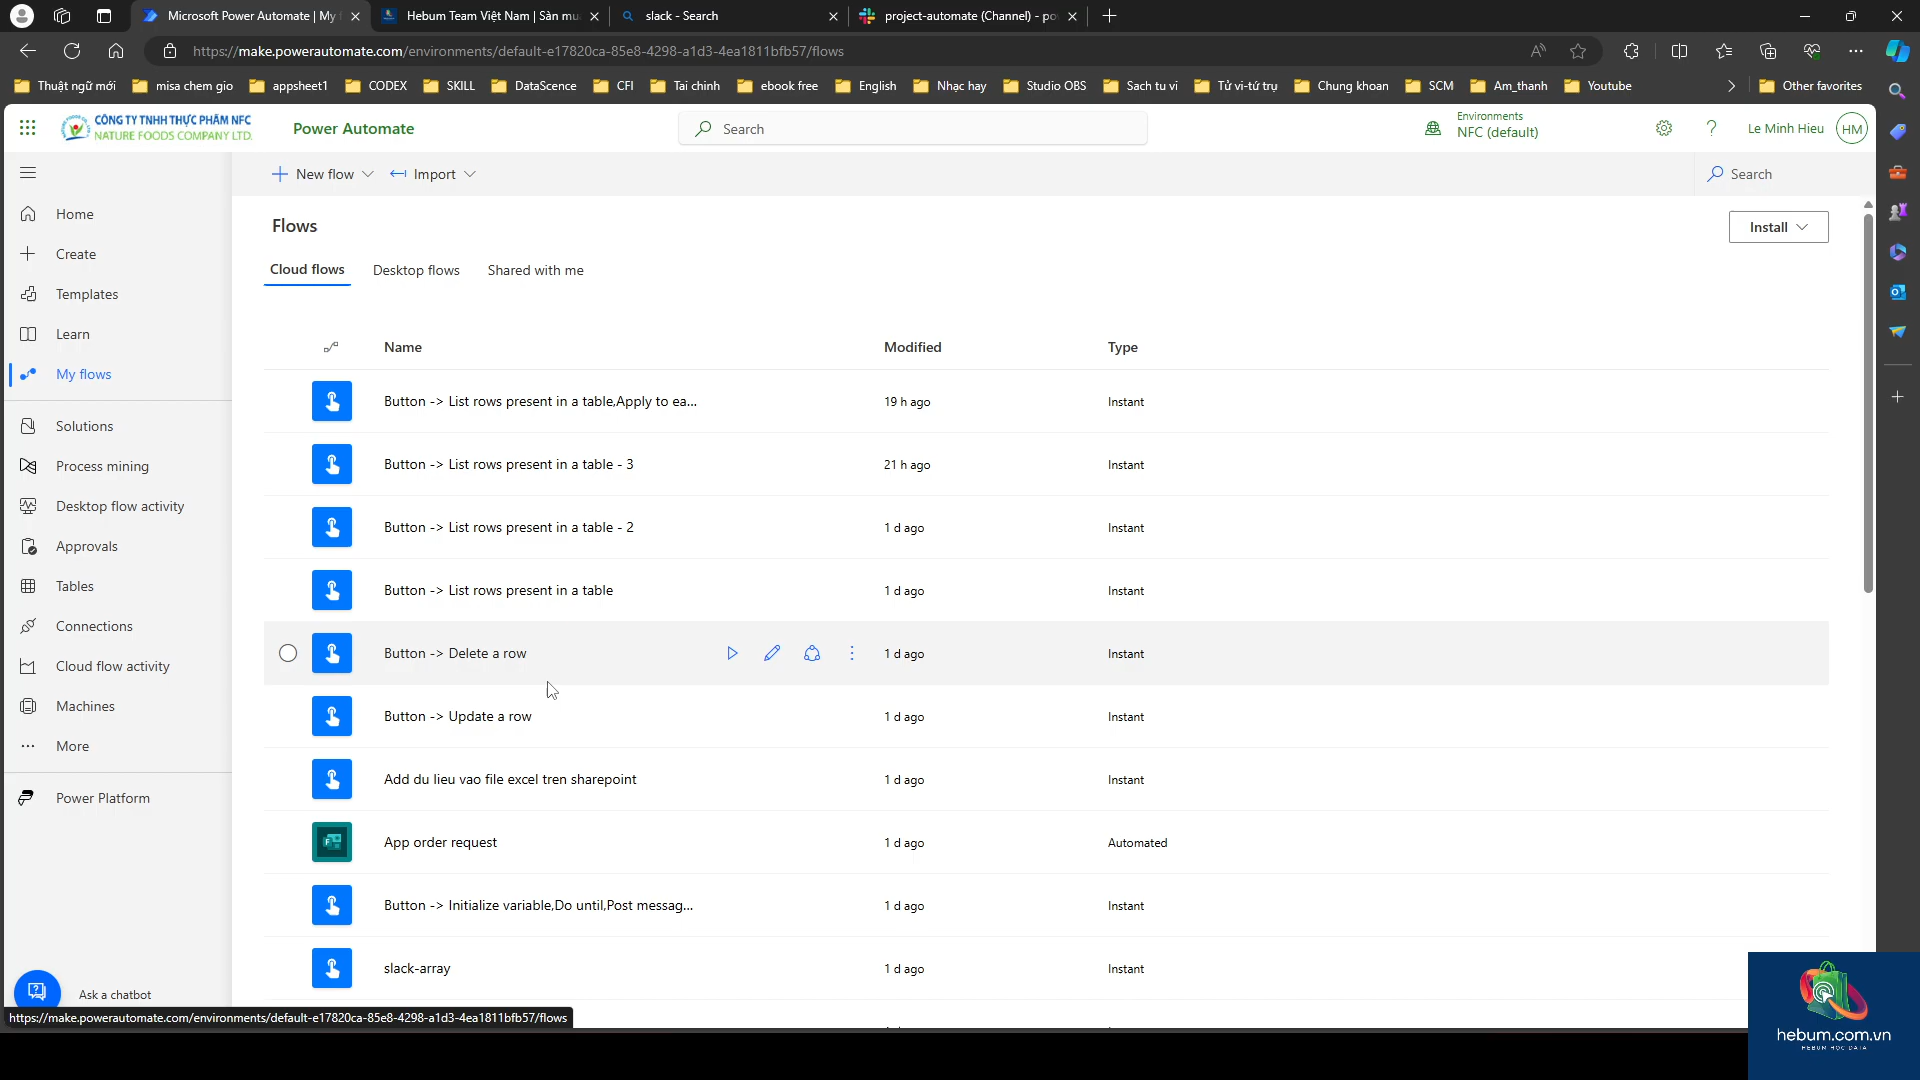 Microsoft Power Automate | My f
Hebum Team Việt Nam | Sàn mu
slack - Search
project-automate (Channel) - po
https://make.powerautomate.com/environments/default-e17820ca-85e8-4298-a1d3-4ea1811bfb57/flows
Thuật ngữ mới
misa chem gio
appsheet1
CODEX
SKILL
DataScence
CFI
Tai chinh
ebook free
English
Nhạc hay
Studio OBS
Sach tu vi
Tử vi-tứ trụ
Chung khoan
SCM
Am_thanh
Youtube
Other favorites
CÔNG TY TNHH THỰC PHẨM NFC
NATURE FOODS COMPANY LTD.
Power Automate
Search
Environments
NFC (default)
Le Minh Hieu
HM
New flow
Import
Search
Home
Create
Templates
Learn
My flows
Solutions
Process mining
Desktop flow activity
Approvals
Tables
Connections
Cloud flow activity
Machines
More
Power Platform
Ask a chatbot
Flows
Install
Cloud flows
Desktop flows
Shared with me
Name Modified Type
Button -> List rows present in a table,Apply to ea... 19 h ago Instant
Button -> List rows present in a table - 3 21 h ago Instant
Button -> List rows present in a table - 2 1 d ago Instant
Button -> List rows present in a table 1 d ago Instant
Button -> Delete a row 1 d ago Instant
Button -> Update a row 1 d ago Instant
Add du lieu vao file excel tren sharepoint 1 d ago Instant
App order request 1 d ago Automated
Button -> Initialize variable,Do until,Post messag... 1 d ago Instant
slack-array 1 d ago Instant
https://make.powerautomate.com/environments/default-e17820ca-85e8-4298-a1d3-4ea1811bfb57/flows
hebum.com.vn
HEBUM HỌC DATA